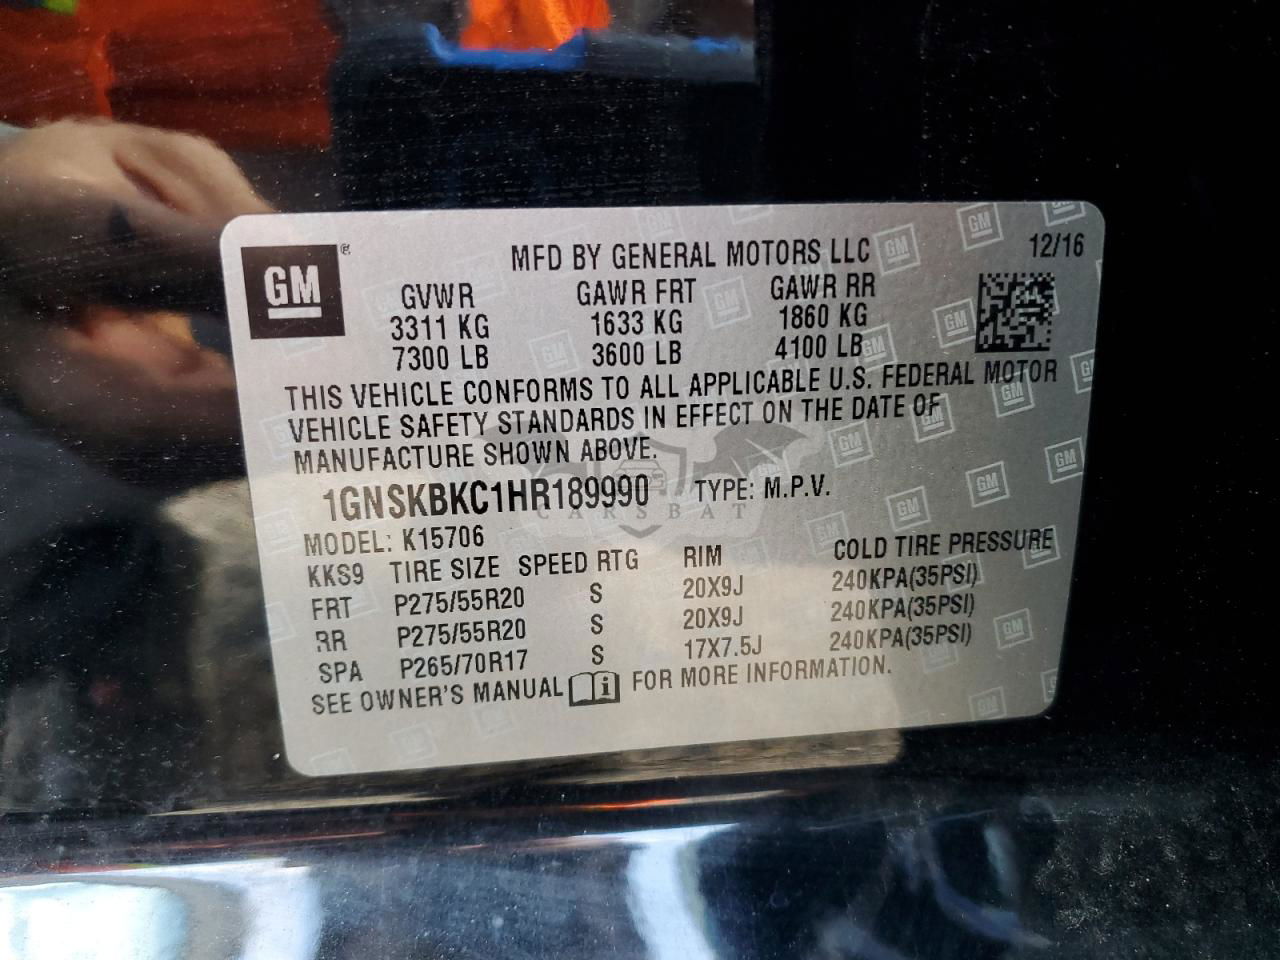 GM ® MFD BY GENERAL MOTORS LLC 12/16
GVWR GAWR FRT GAWR RR
3311 KG 1633 KG 1860 KG
7300 LB 3600 LB 4100 LB
THIS VEHICLE CONFORMS TO ALL APPLICABLE U.S. FEDERAL MOTOR
VEHICLE SAFETY STANDARDS IN EFFECT ON THE DATE OF
MANUFACTURE SHOWN ABOVE.
1GNSKBKC1HR189990 TYPE: M.P.V.
CARSBAT
MODEL: K15706
KKS9 TIRE SIZE SPEED RTG RIM COLD TIRE PRESSURE
FRT P275/55R20 S 20X9J 240KPA(35PSI)
RR P275/55R20 S 20X9J 240KPA(35PSI)
SPA P265/70R17 S 17X7.5J 240KPA(35PSI)
SEE OWNER'S MANUAL i FOR MORE INFORMATION.